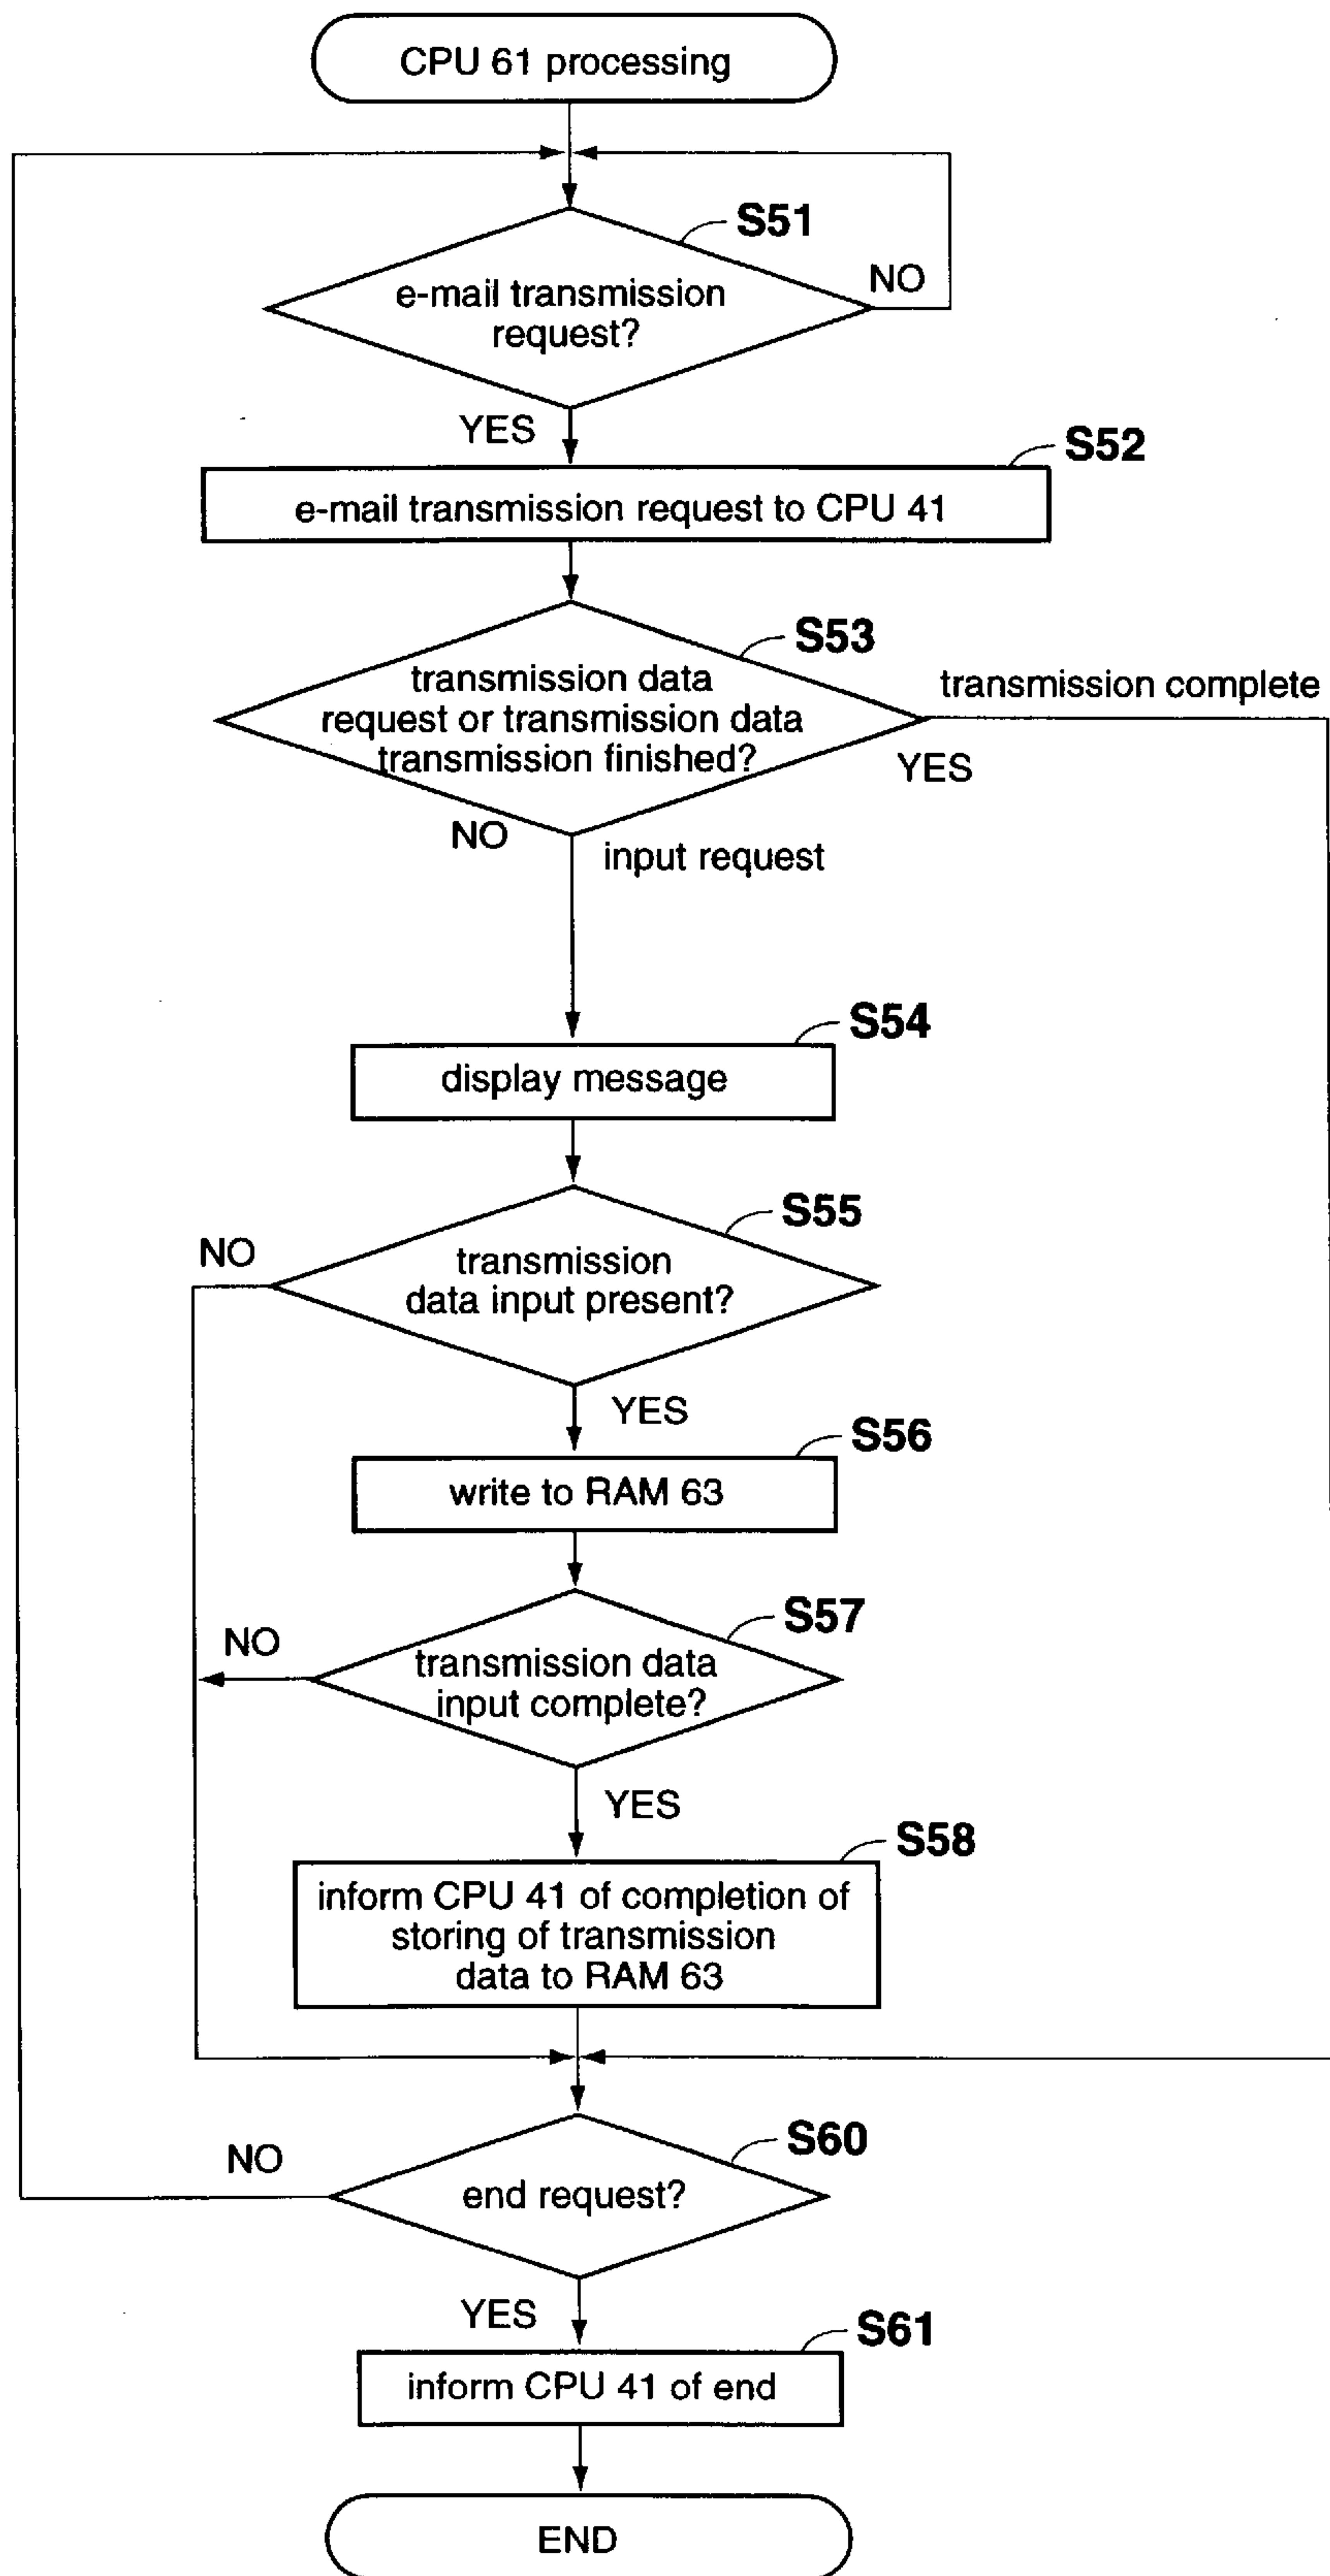 CPU 61 processing
S51
e-mail transmission
request?
NO
YES
S52
e-mail transmission request to CPU 41
S53
transmission data
request or transmission data
transmission finished?
transmission complete
YES
NO
input request
S54
display message
S55
NO
transmission
data input present?
YES
S56
write to RAM 63
S57
NO
transmission data
input complete?
YES
S58
inform CPU 41 of completion of
storing of transmission
data to RAM 63
S60
NO
end request?
YES
S61
inform CPU 41 of end
END